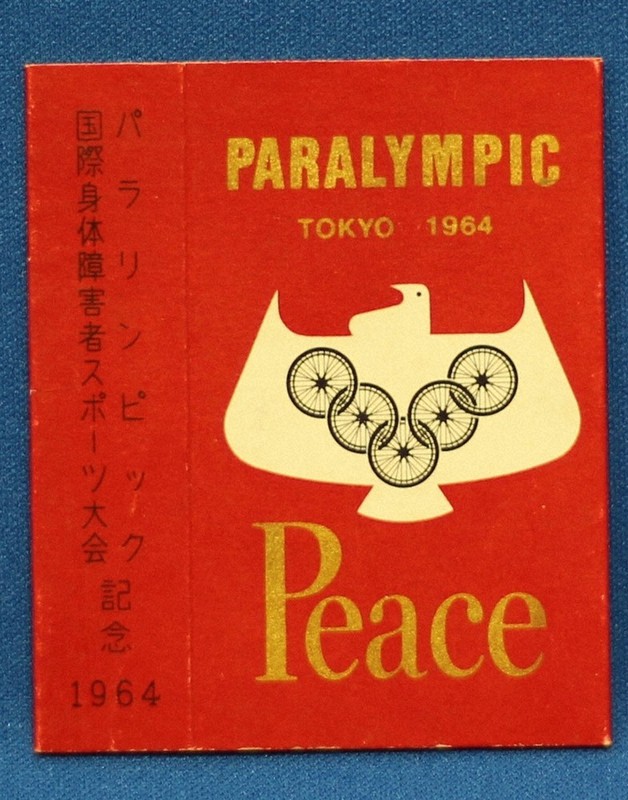 パラリンピック
国際身体障害者スポーツ大会
記念
1964
PARALYMPIC
TOKYO 1964
Peace